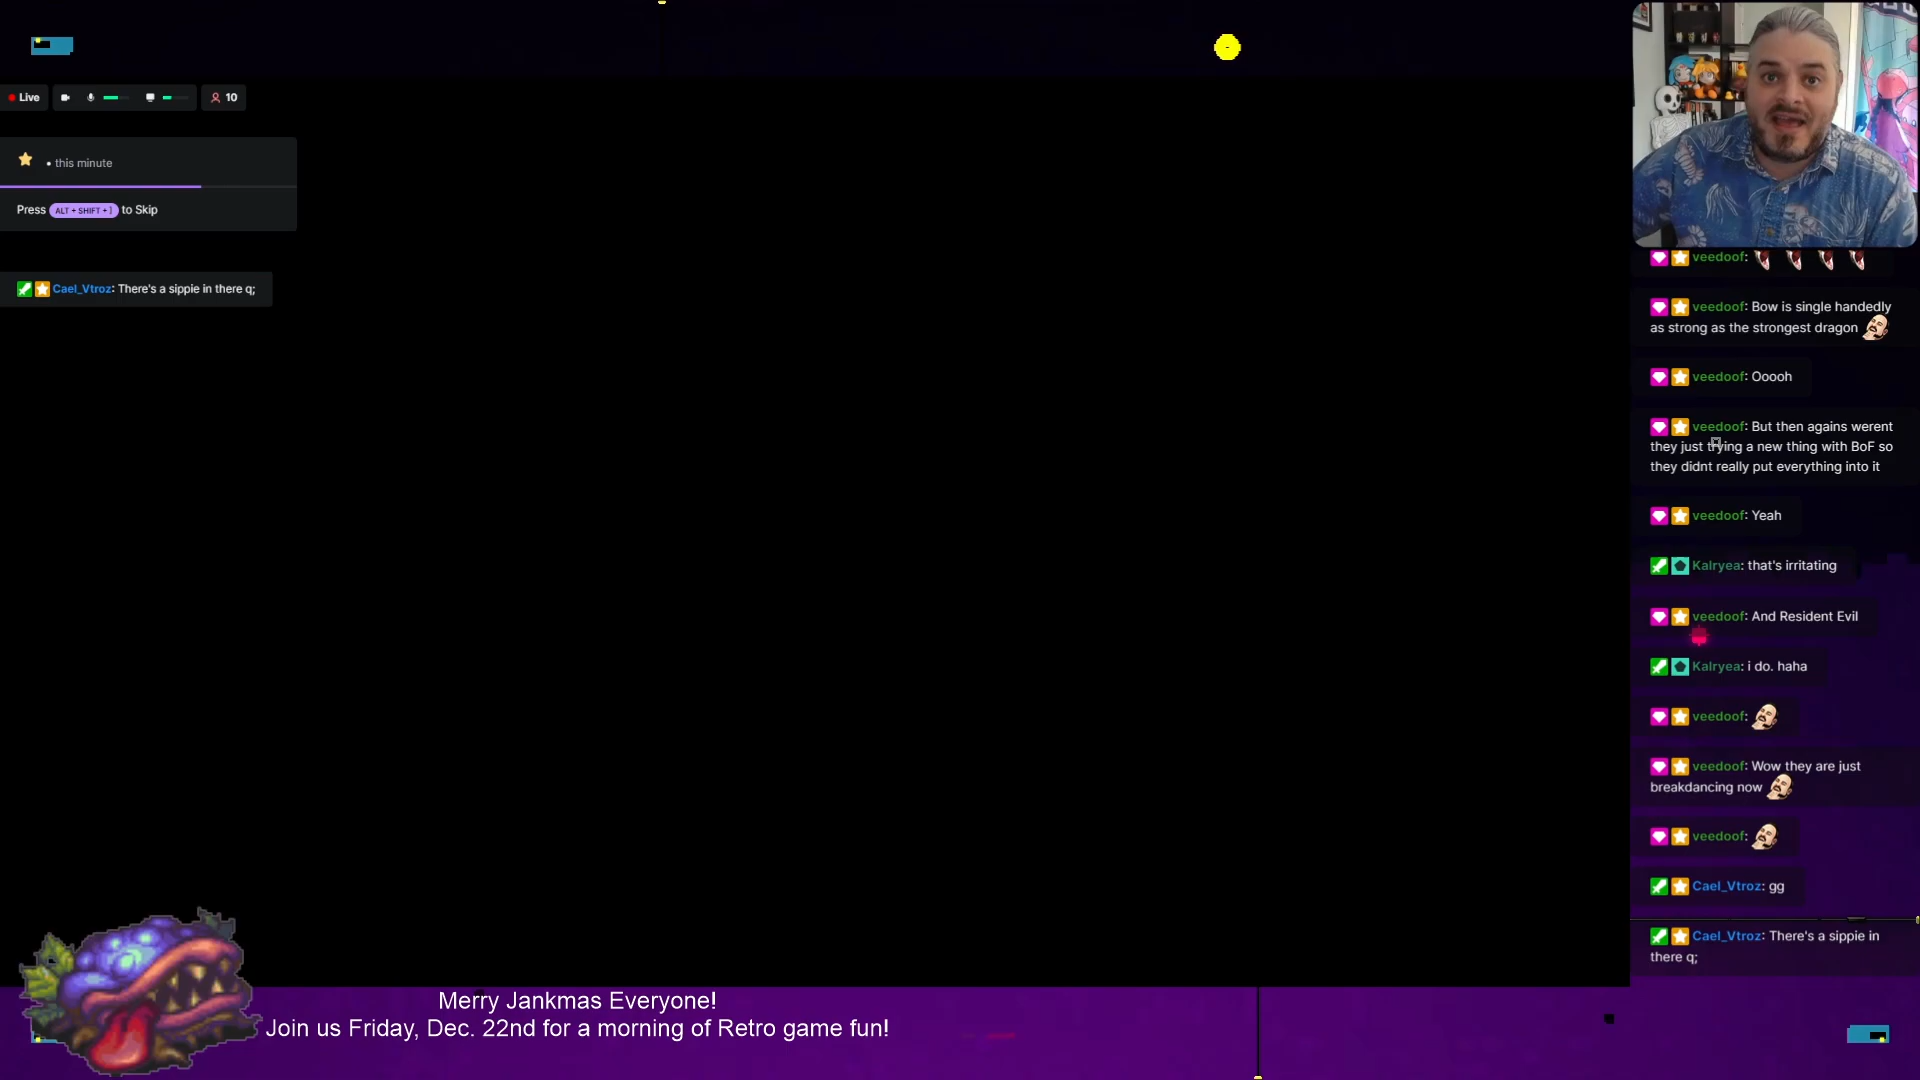 Live
10
• this minute
Press ALT + SHIFT + ] to Skip
Cael_Vtroz: There's a sippie in there q;
veedoof:
veedoof: Bow is single handedly
as strong as the strongest dragon
veedoof: Ooooh
veedoof: But then agains werent
they just trying a new thing with BoF so
they didnt really put everything into it
veedoof: Yeah
Kalryea: that's irritating
veedoof: And Resident Evil
Kalryea: i do. haha
veedoof:
veedoof: Wow they are just
breakdancing now
veedoof:
Cael_Vtroz: gg
Cael_Vtroz: There's a sippie in
there q;
Merry Jankmas Everyone!
Join us Friday, Dec. 22nd for a morning of Retro game fun!